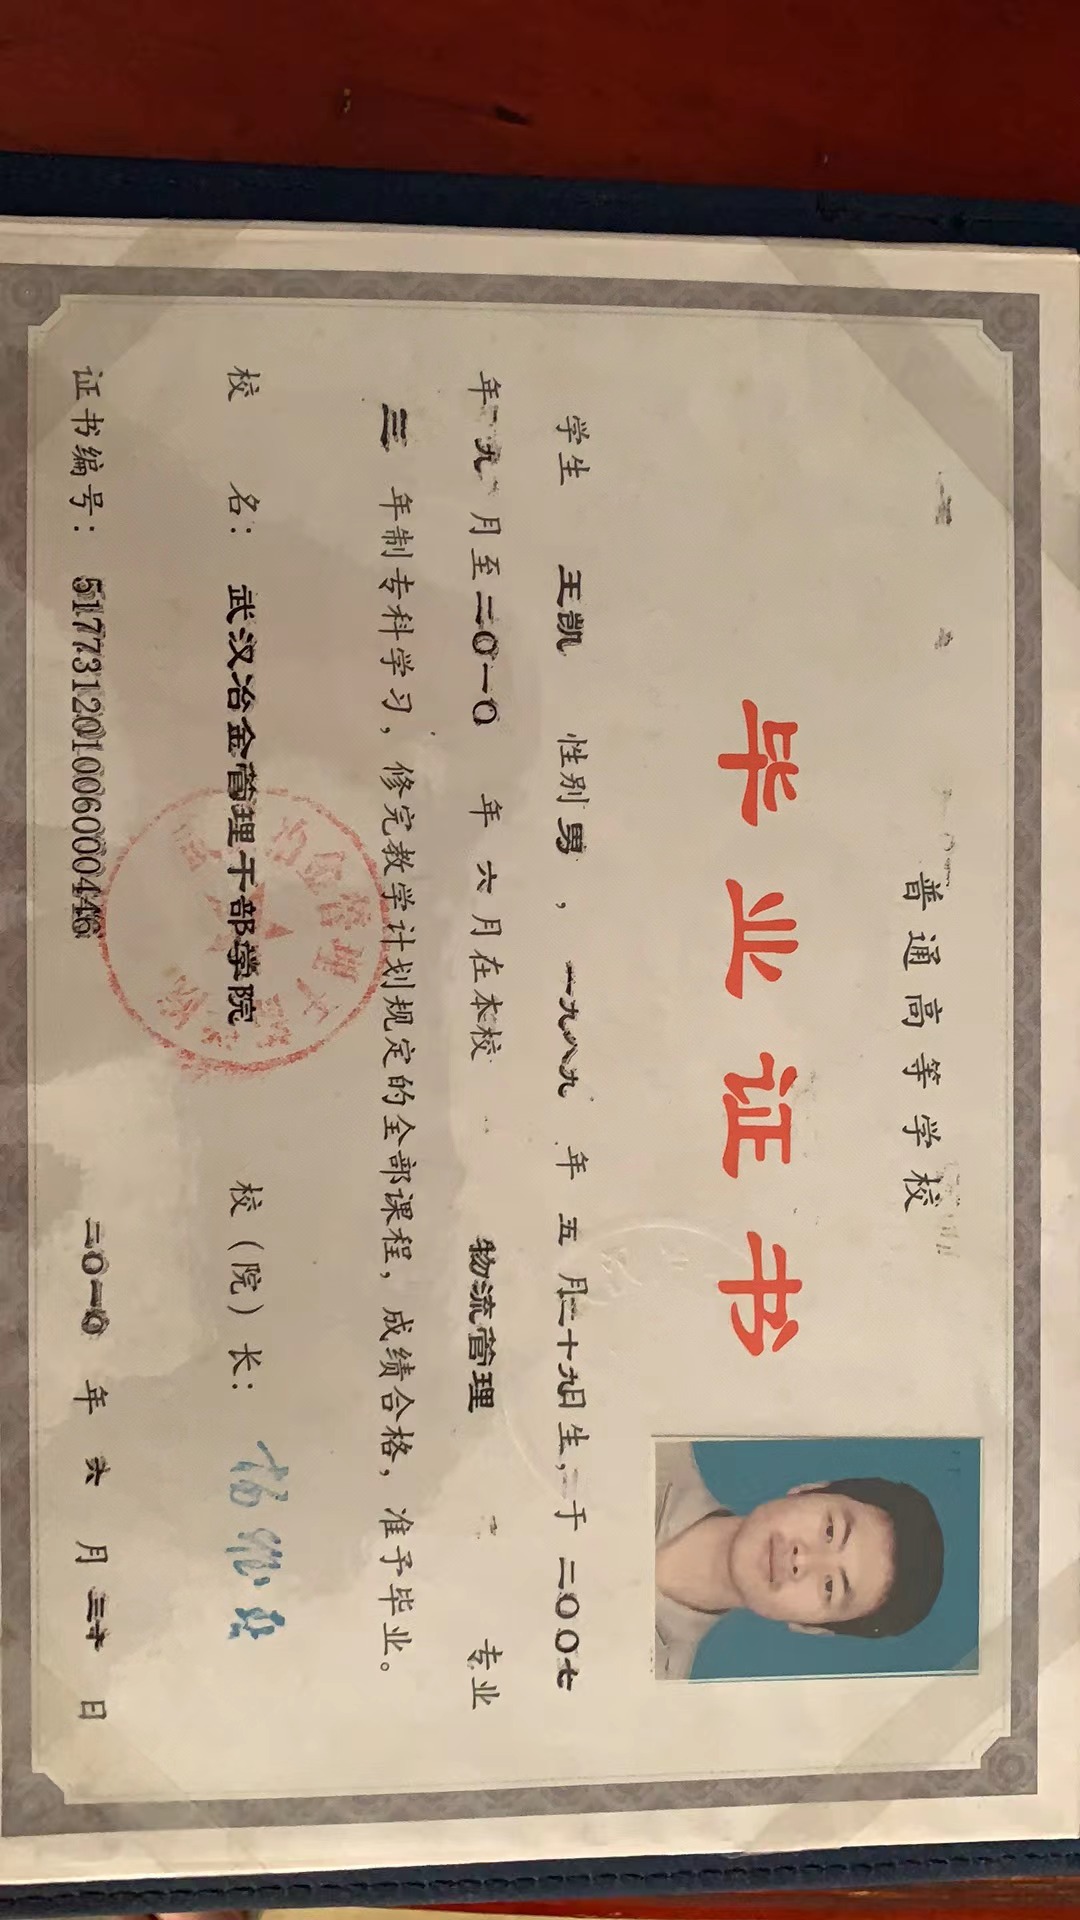 普通高等学校
毕业证书
学生 王凯 性别男, 一九八九 年 五 月二十九日生, 于 二〇〇七
年 九 月至二〇一〇 年 六 月在本校 物流管理 专业
三 年制专科学习, 修完教学计划规定的全部课程, 成绩合格, 准予毕业。
校 名: 武汉冶金管理干部学院 校(院)长:
证书编号: 517731201006000446 二〇一〇 年 六 月 三十 日